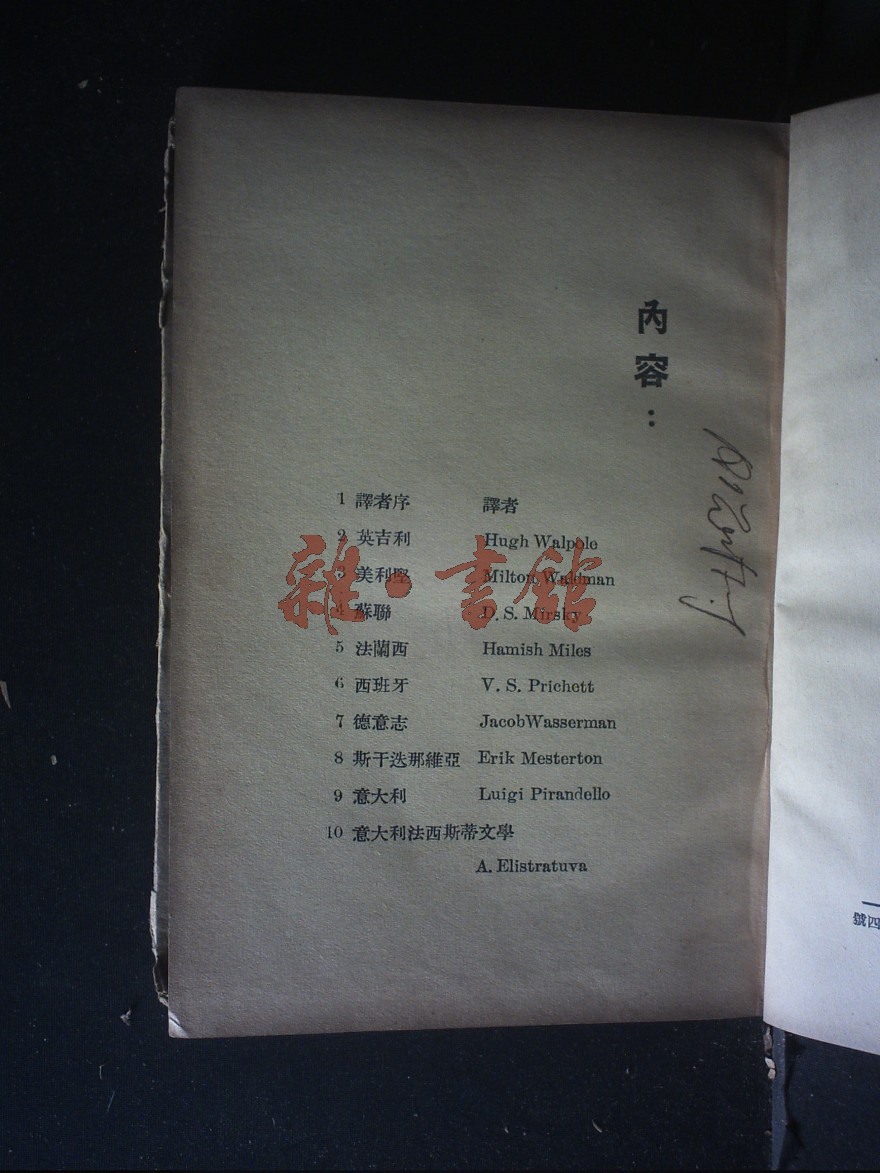 內容：
1 譯者序 譯者
2 英吉利 Hugh Walpole
3 美利堅 Milton Waldman
4 蘇聯 D. S. Mirsky
5 法蘭西 Hamish Miles
6 西班牙 V. S. Prichett
7 德意志 JacobWasserman
8 斯干迭那維亞 Erik Mesterton
9 意大利 Luigi Pirandello
10 意大利法西斯蒂文學
A. Elistratuva
雜·書館
號四